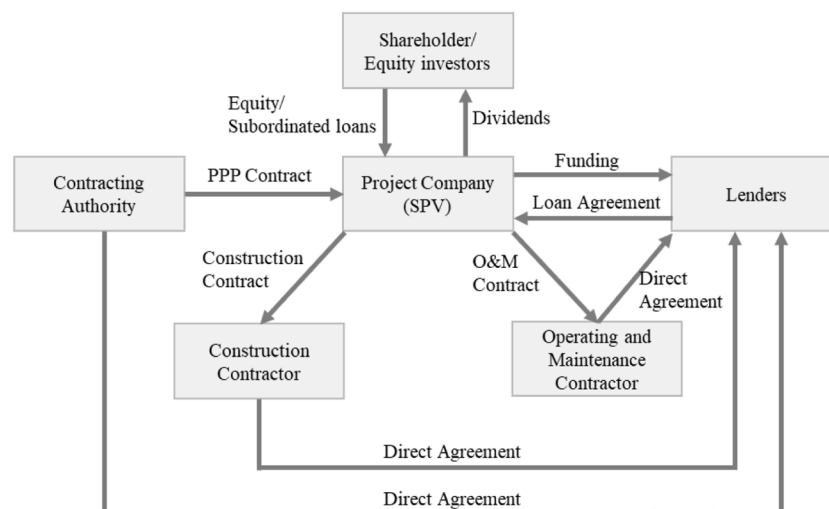 Shareholder/
Equity investors
Equity/
Subordinated loans
Dividends
Contracting
Authority
PPP Contract
Project Company
(SPV)
Funding
Loan Agreement
Lenders
Construction
Contract
O&M
Contract
Direct
Agreement
Construction
Contractor
Operating and
Maintenance
Contractor
Direct Agreement
Direct Agreement